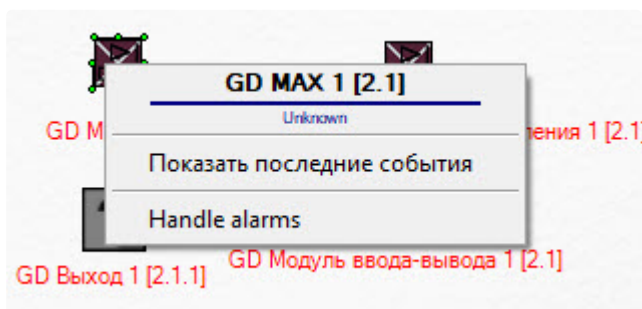 GD MAX 1 [2.1]
Unknown
GD M
ления 1 [2.1]
Показать последние события
Handle alarms
GD Выход 1 [2.1.1]
GD Модуль ввода-вывода 1 [2.1]